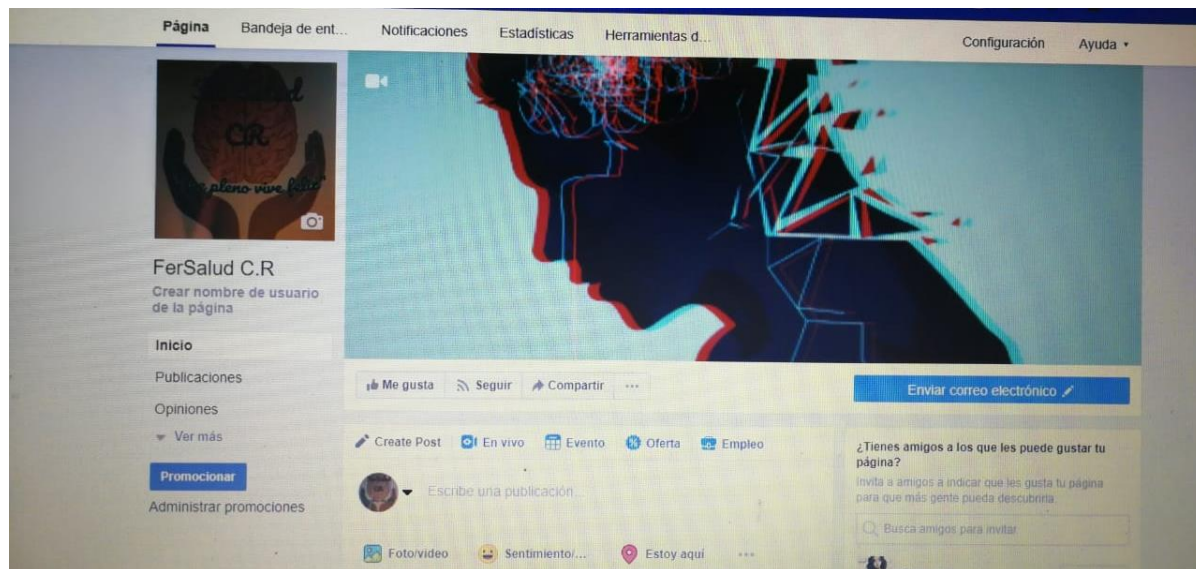 Página Bandeja de ent... Notificaciones Estadísticas Herramientas d... Configuración Ayuda
CR
pleno vive feliz"
FerSalud C.R
Crear nombre de usuario
de la página
Inicio
Publicaciones
Opiniones
Ver más
Promocionar
Administrar promociones
Me gusta Seguir Compartir ...
Enviar correo electrónico
Create Post En vivo Evento Oferta Empleo
CR
Escribe una publicación...
Foto/video Sentimiento/... Estoy aquí ...
¿Tienes amigos a los que les puede gustar tu
página?
Invita a amigos a indicar que les gusta tu página
para que más gente pueda descubrirla.
Busca amigos para invitar